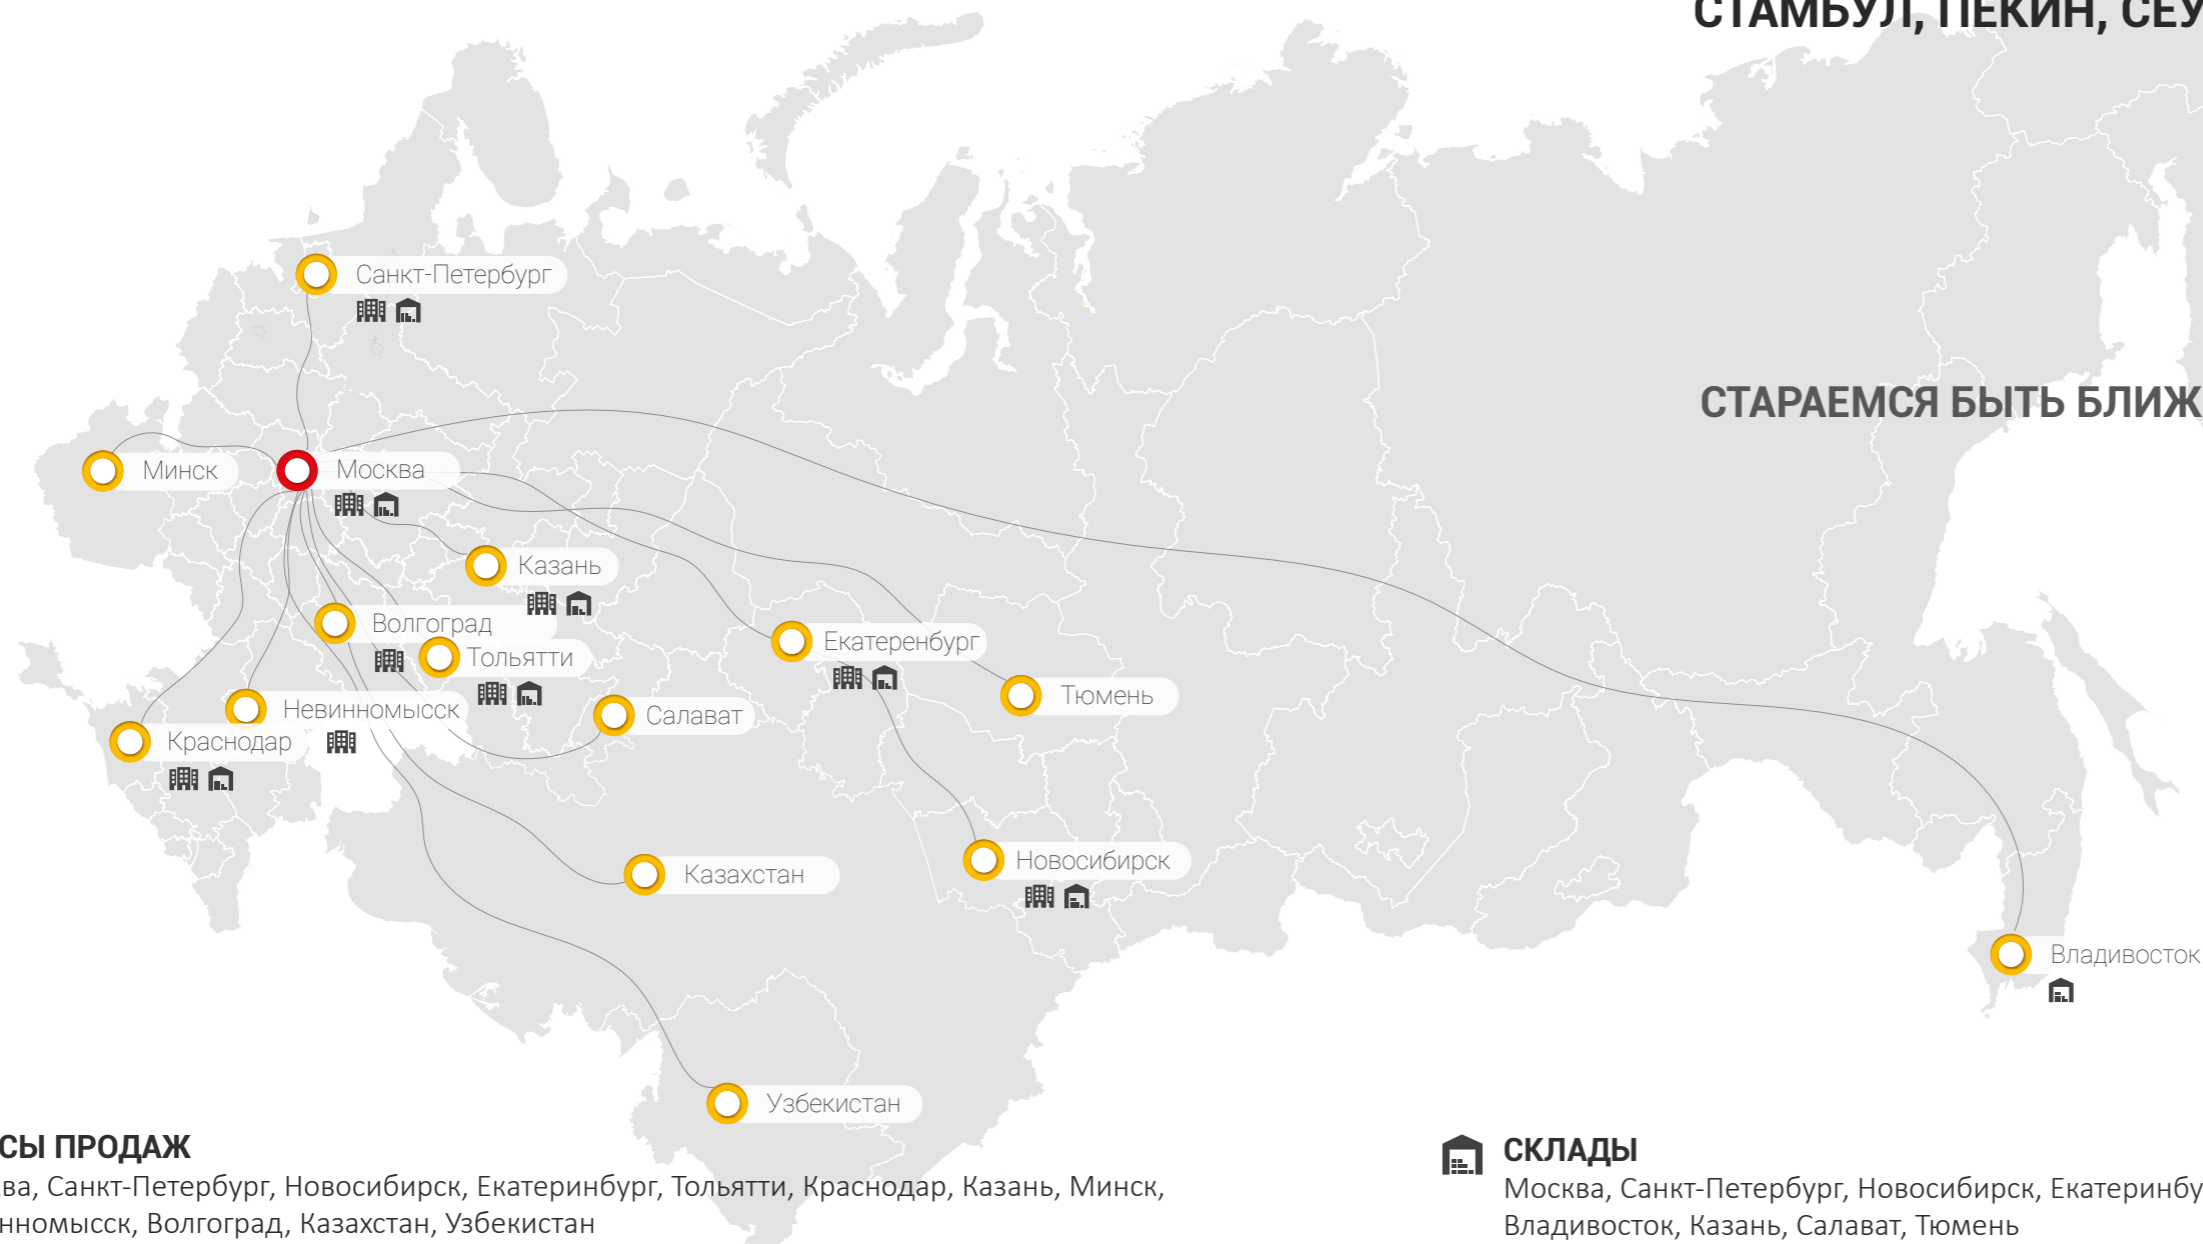 СТАМБУЛ, ПЕКИН, СЕУ
Санкт-Петербург
СТАРАЕМСЯ БЫТЬ БЛИЖ
Минск
Москва
Казань
Волгоград
Екатеренбург
Тольятти
Тюмень
Невинномысск
Салават
Краснодар
Новосибирск
Казахстан
Владивосток
Узбекистан
СЫ ПРОДАЖ
ва, Санкт-Петербург, Новосибирск, Екатеринбург, Тольятти, Краснодар, Казань, Минск,
нномысск, Волгоград, Казахстан, Узбекистан
СКЛАДЫ
Москва, Санкт-Петербург, Новосибирск, Екатеринбу
Владивосток, Казань, Салават, Тюмень